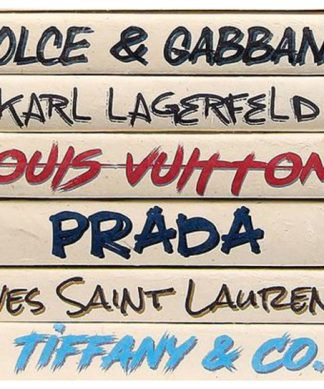 OLCE & GABBAN
KARL LAGERFELD
OUIS VUITTON
PRADA
VES SAINT LAUREN
TIFFANY & CO.